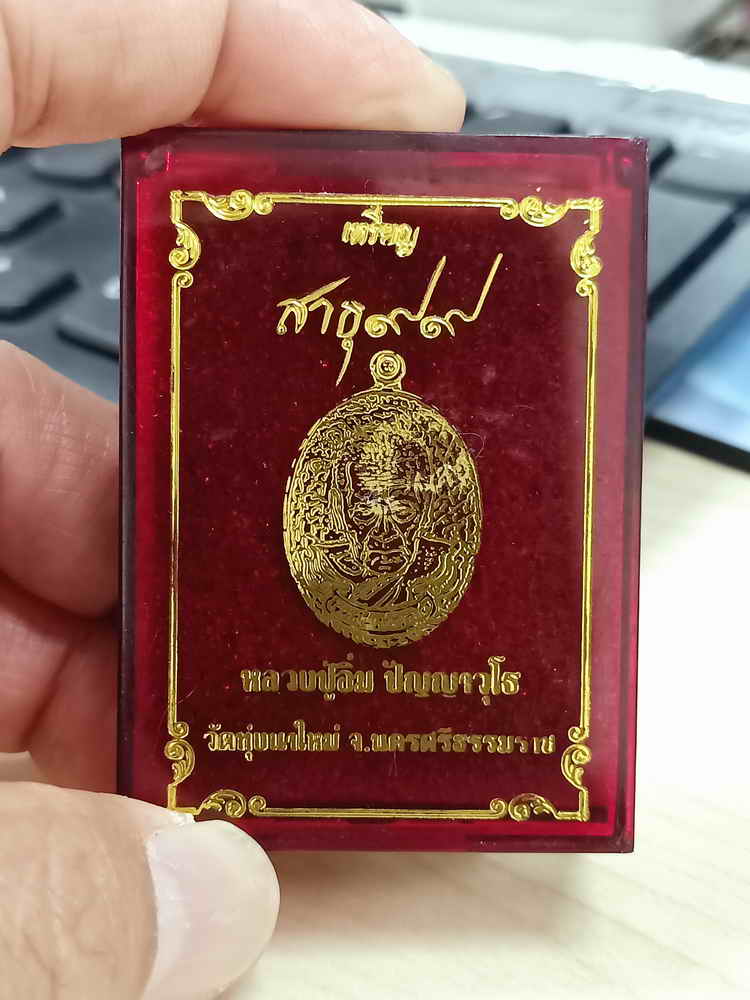 เหรียญ
สาธุ๙๙
หลวงปู่อิ่ม ปัญญาวุโธ
วัดทุ่งนาใหม่ จ.นครศรีธรรมราช